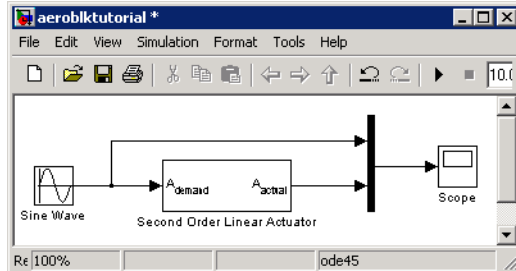 aeroblktutorial *
File Edit View Simulation Format Tools Help
10.0
A demand A actual
Sine Wave
Second Order Linear Actuator
Scope
Re 100% ode45